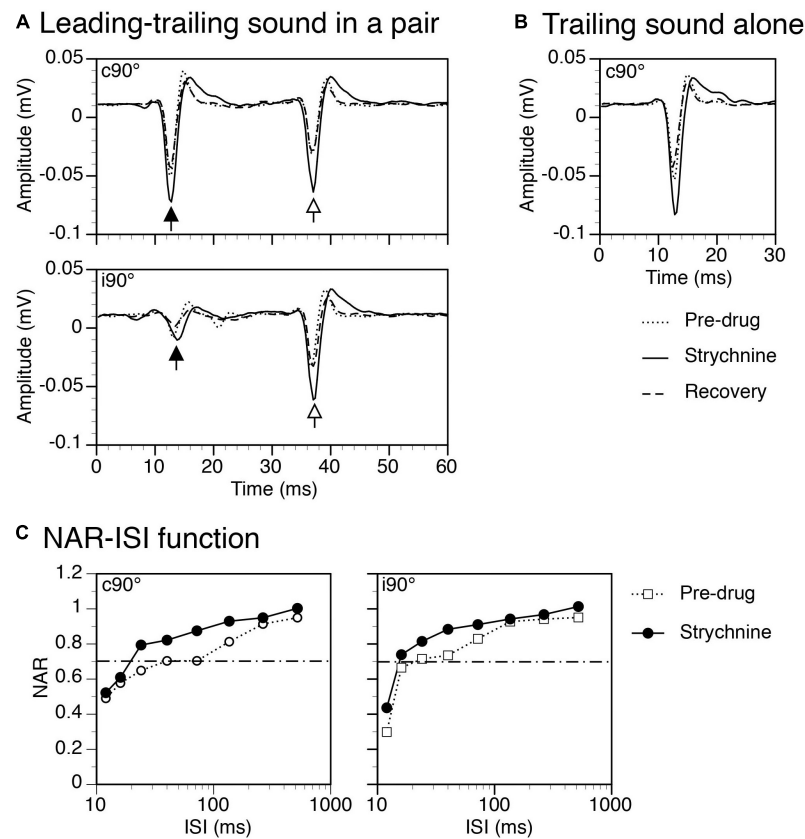 A Leading-trailing sound in a pair
B Trailing sound alone
c90°
0.05
0
-0.05
-0.1
Amplitude (mV)
i90°
0.05
0
-0.05
-0.1
Amplitude (mV)
0 10 20 30 40 50 60
Time (ms)
c90°
0.05
0
-0.05
-0.1
Amplitude (mV)
0 10 20 30
Time (ms)
Pre-drug
Strychnine
Recovery
C NAR-ISI function
c90°
1.2
1
0.8
0.6
0.4
0.2
0
NAR
10 100 1000
ISI (ms)
i90°
10 100 1000
ISI (ms)
Pre-drug
Strychnine